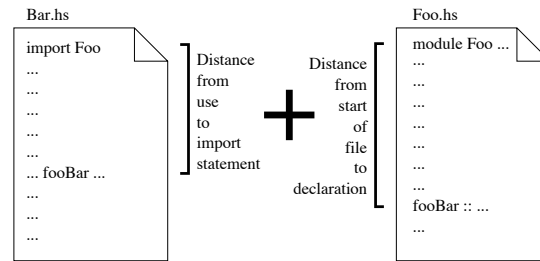 Bar.hs
import Foo
...
...
...
...
...
... fooBar ...
...
...
...
Distance
from
use
to
import
statement
+
Distance
from
start
of
file
to
declaration
Foo.hs
module Foo ...
...
...
...
...
...
...
...
fooBar :: ...
...